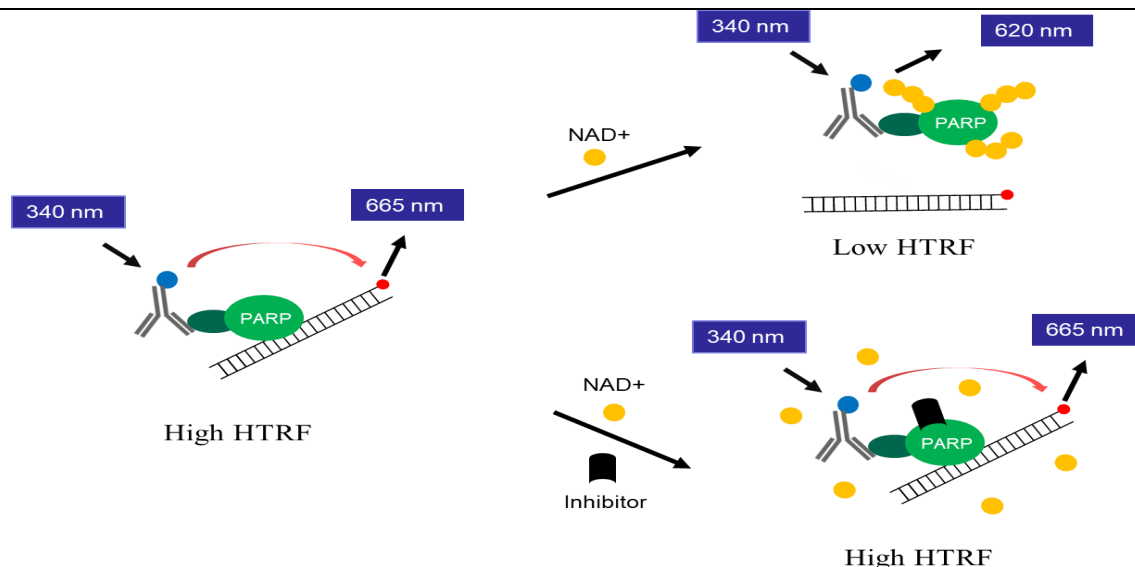 340 nm
665 nm
PARP
High HTRF
NAD+
340 nm
620 nm
PARP
Low HTRF
NAD+
Inhibitor
340 nm
665 nm
PARP
High HTRF